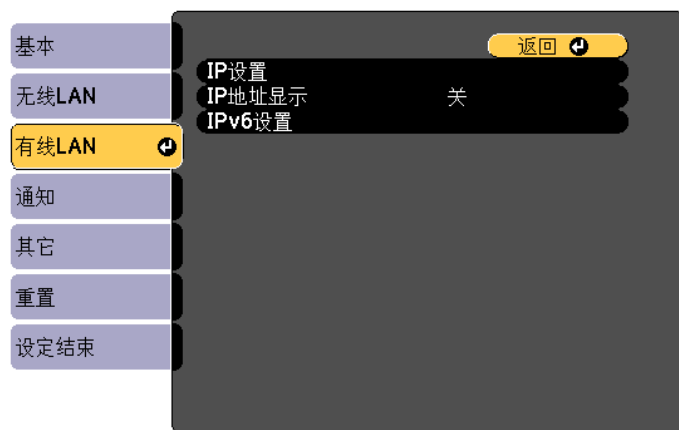 基本
无线LAN
有线LAN
通知
其它
重置
设定结束
返回
IP设置
IP地址显示 关
IPv6设置